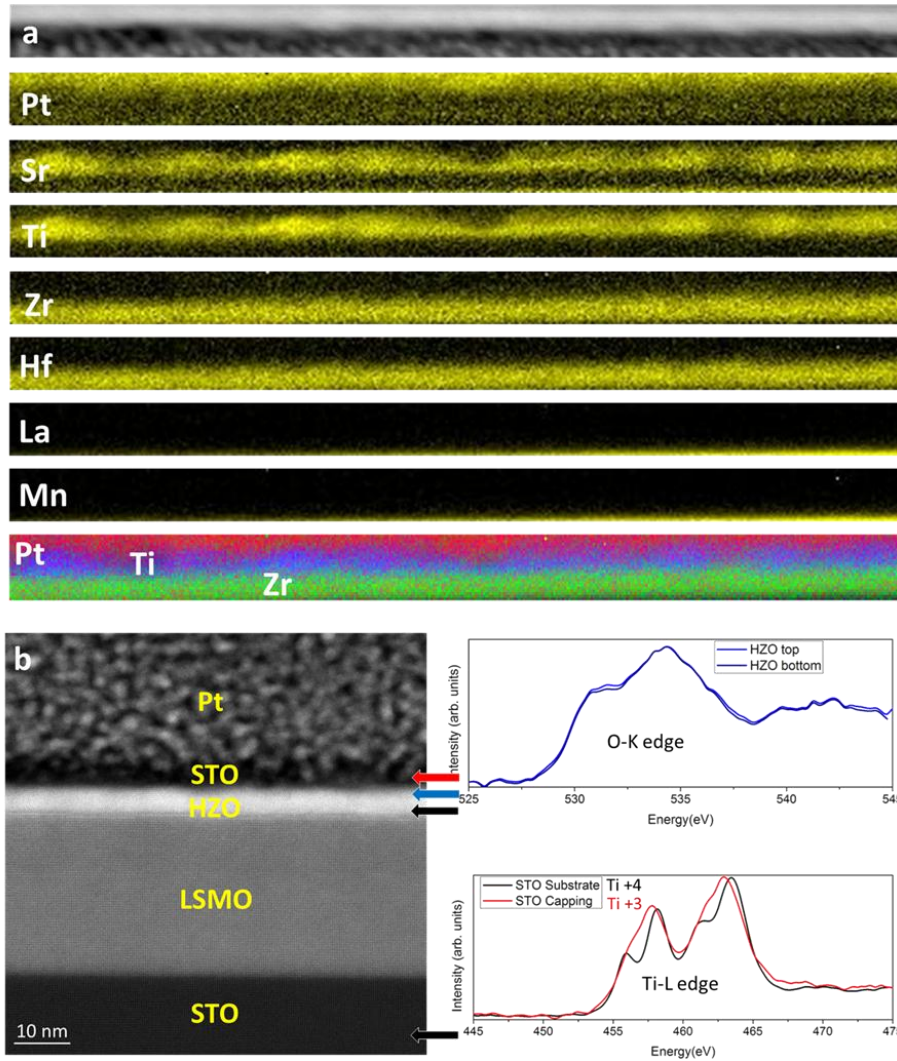 a
Pt
Sr
Ti
Zr
Hf
La
Mn
Pt
Ti
Zr
b
Pt
STO
HZO
LSMO
STO
10 nm
HZO top
HZO bottom
O-K edge
Intensity (arb. units)
525 530 535 540 545
Energy(eV)
STO Substrate Ti +4
STO Capping Ti +3
Ti-L edge
Intensity (arb. units)
445 450 455 460 465 470 475
Energy (eV)